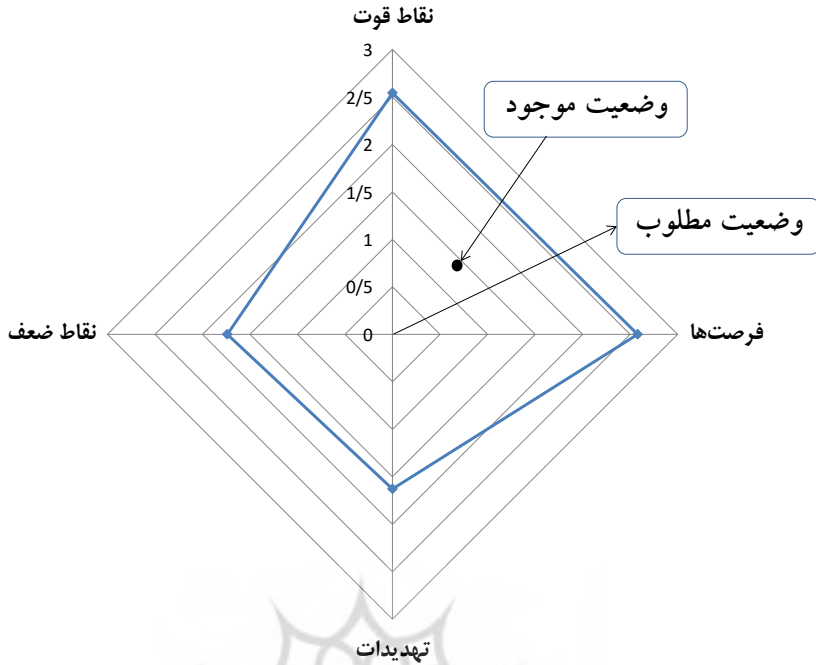 نقاط قوت
3
2/5
2
1/5
1
0/5
0
وضعیت موجود
وضعیت مطلوب
فرصت‌ها
نقاط ضعف
تهدیدات